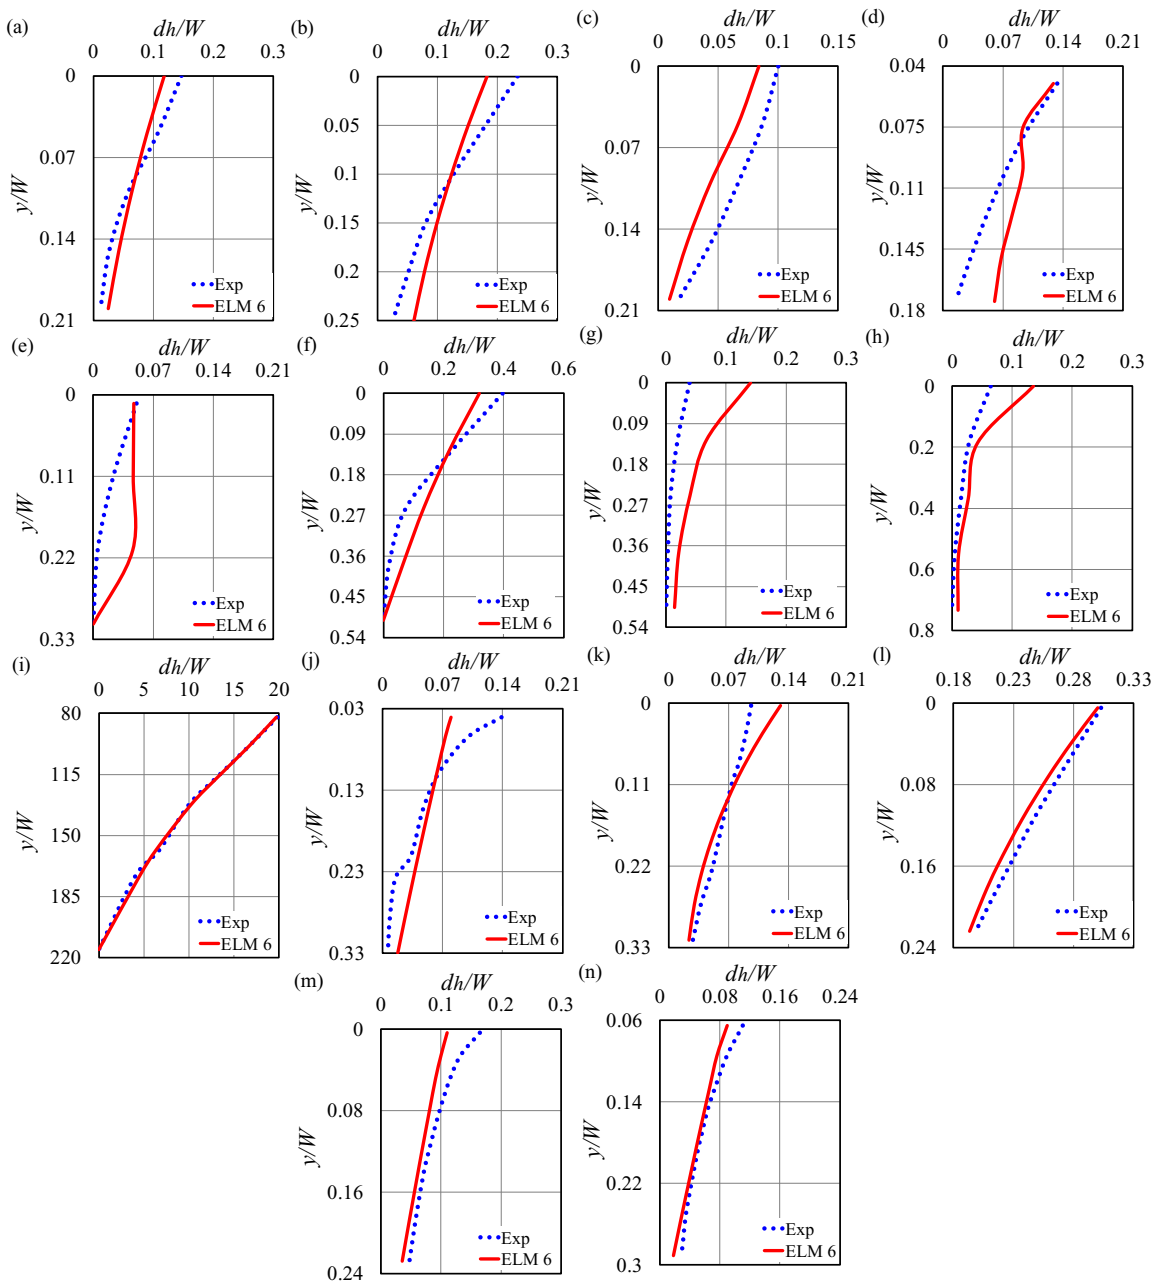 (a)
dh/W
0 0.1 0.2 0.3
0
0.07
0.14
0.21
y/W
Exp
ELM 6
(b)
dh/W
0 0.1 0.2 0.3
0
0.05
0.1
0.15
0.2
0.25
y/W
Exp
ELM 6
(c)
dh/W
0 0.05 0.1 0.15
0
0.07
0.14
0.21
y/W
Exp
ELM 6
(d)
dh/W
0 0.07 0.14 0.21
0.04
0.075
0.11
0.145
0.18
y/W
Exp
ELM 6
(e)
dh/W
0 0.07 0.14 0.21
0
0.11
0.22
0.33
y/W
Exp
ELM 6
(f)
dh/W
0 0.2 0.4 0.6
0
0.09
0.18
0.27
0.36
0.45
0.54
y/W
Exp
ELM 6
(g)
dh/W
0 0.1 0.2 0.3
0
0.09
0.18
0.27
0.36
0.45
0.54
y/W
Exp
ELM 6
(h)
dh/W
0 0.1 0.2 0.3
0
0.2
0.4
0.6
0.8
y/W
Exp
ELM 6
(i)
dh/W
0 5 10 15 20
80
115
150
185
220
y/W
Exp
ELM 6
(j)
dh/W
0 0.07 0.14 0.21
0.03
0.13
0.23
0.33
y/W
Exp
ELM 6
(k)
dh/W
0 0.07 0.14 0.21
0
0.11
0.22
0.33
y/W
Exp
ELM 6
(l)
dh/W
0.18 0.23 0.28 0.33
0
0.08
0.16
0.24
y/W
Exp
ELM 6
(m)
dh/W
0 0.1 0.2 0.3
0
0.08
0.16
0.24
y/W
Exp
ELM 6
(n)
dh/W
0 0.08 0.16 0.24
0.06
0.14
0.22
0.3
y/W
Exp
ELM 6